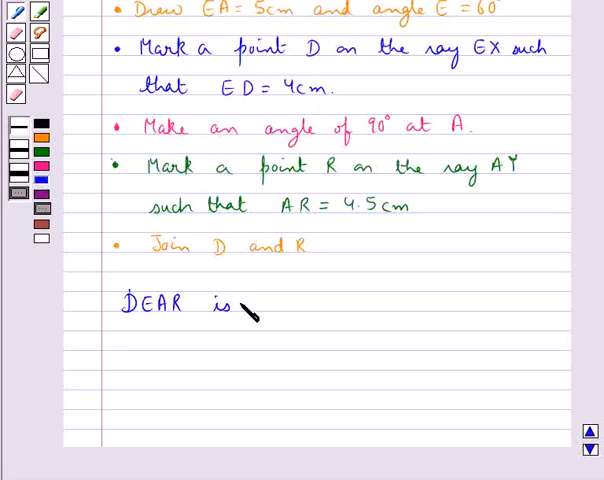 • Draw EA = 5cm and angle E = 60°
• Mark a point D on the ray EX such
that ED = 4cm.
• Make an angle of 90° at A.
• Mark a point R on the ray AY
such that AR = 4.5cm
• Join D and R
DEAR is